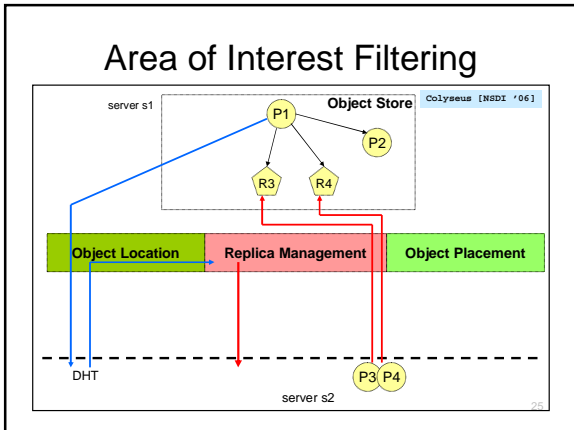 Area of Interest Filtering
server s1
Object Store
Colyseus [NSDI '06]
P1
P2
R3
R4
Object Location
Replica Management
Object Placement
DHT
P3
P4
server s2
25